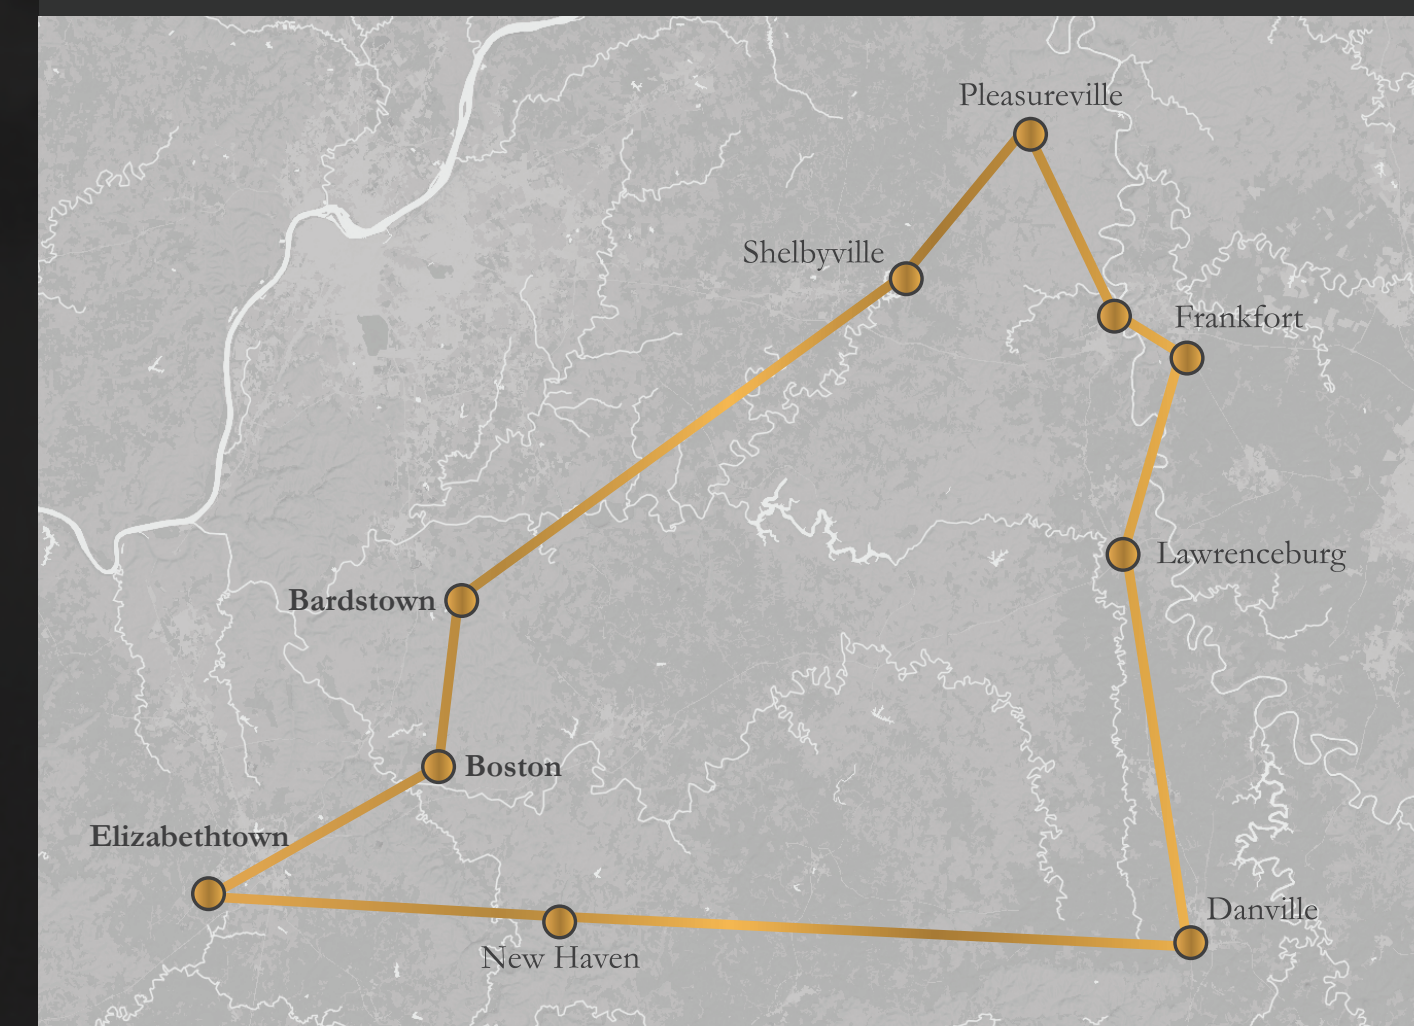 Pleasureville
Shelbyville
Frankfort
Lawrenceburg
Bardstown
Boston
Elizabethtown
Danville
New Haven